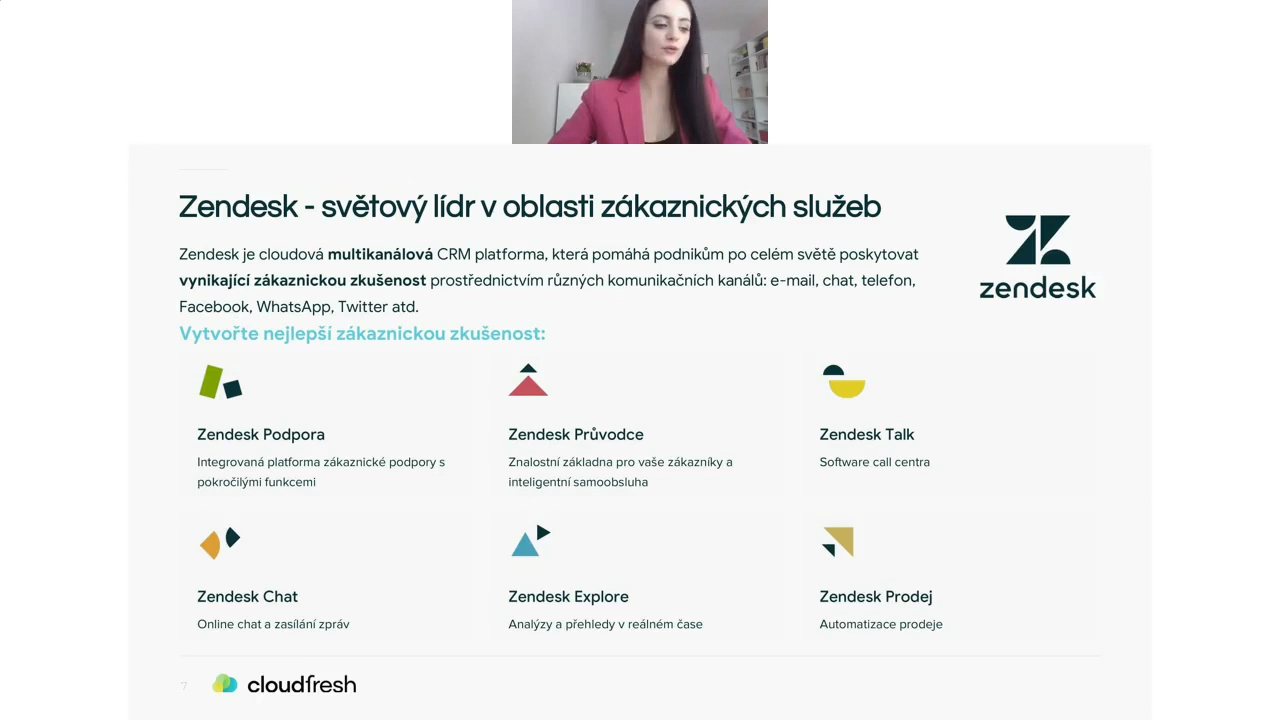 Zendesk - světový lídr v oblasti zákaznických služeb
Zendesk je cloudová multikanálová CRM platforma, která pomáhá podnikům po celém světě poskytovat
vynikající zákaznickou zkušenost prostřednictvím různých komunikačních kanálů: e-mail, chat, telefon,
Facebook, WhatsApp, Twitter atd.
zendesk
Vytvořte nejlepší zákaznickou zkušenost:
Zendesk Podpora
Integrovaná platforma zákaznické podpory s
pokročilými funkcemi
Zendesk Průvodce
Znalostní základna pro vaše zákazníky a
inteligentní samoobsluha
Zendesk Talk
Software call centra
Zendesk Chat
Online chat a zasílání zpráv
Zendesk Explore
Analýzy a přehledy v reálném čase
Zendesk Prodej
Automatizace prodeje
7
cloudfresh